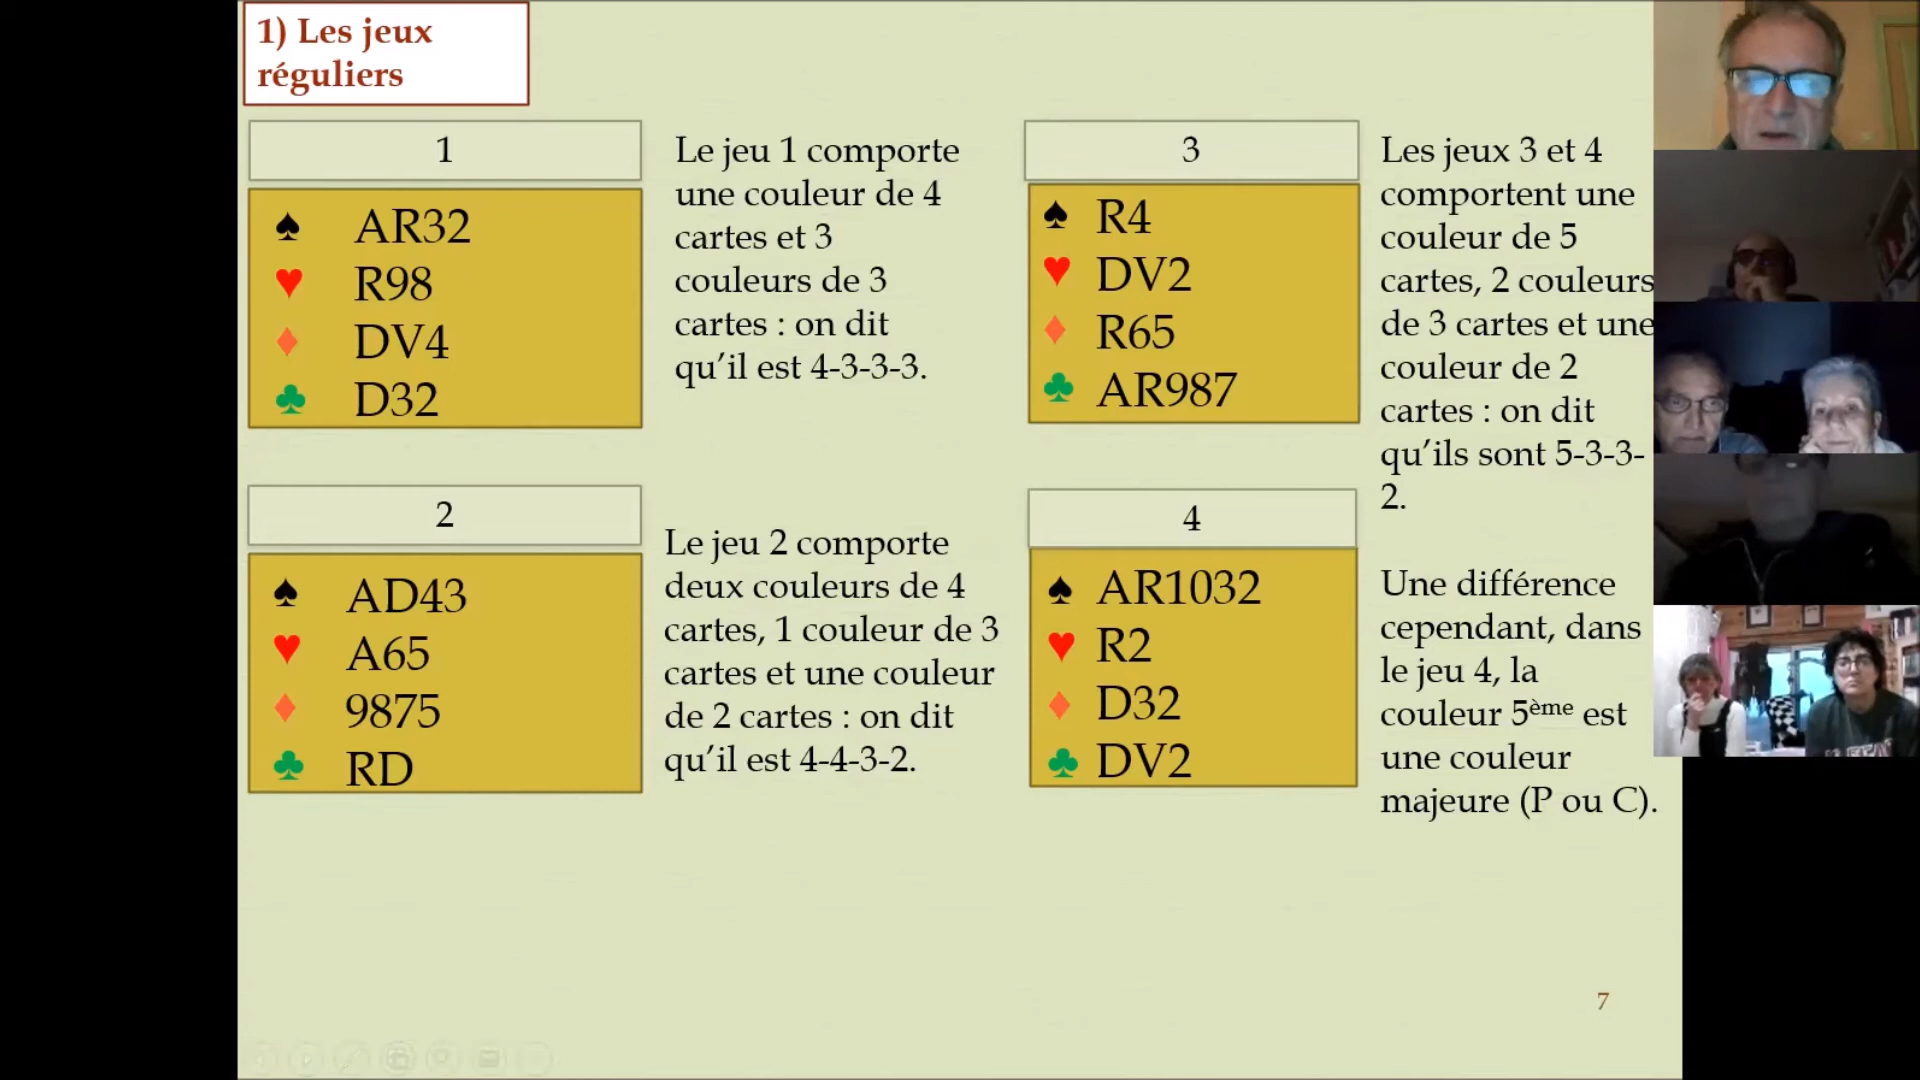 1) Les jeux
réguliers
1
♠ AR32
♥ R98
♦ DV4
♣ D32
Le jeu 1 comporte
une couleur de 4
cartes et 3
couleurs de 3
cartes : on dit
qu’il est 4-3-3-3.
2
♠ AD43
♥ A65
♦ 9875
♣ RD
Le jeu 2 comporte
deux couleurs de 4
cartes, 1 couleur de 3
cartes et une couleur
de 2 cartes : on dit
qu’il est 4-4-3-2.
3
♠ R4
♥ DV2
♦ R65
♣ AR987
4
♠ AR1032
♥ R2
♦ D32
♣ DV2
Les jeux 3 et 4
comportent une
couleur de 5
cartes, 2 couleurs
de 3 cartes et une
couleur de 2
cartes : on dit
qu’ils sont 5-3-3-
2.
Une différence
cependant, dans
le jeu 4, la
couleur 5ème est
une couleur
majeure (P ou C).
7